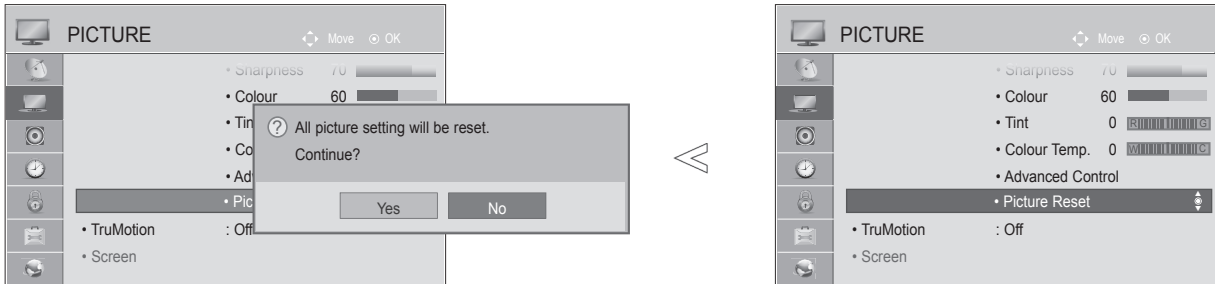 PICTURE
Move OK
• Sharpness 70
• Colour 60
• Tin
• Co
• Ad
• Pic
? All picture setting will be reset.
Continue?
Yes No
• TruMotion : Off
• Screen
PICTURE
Move OK
• Sharpness 70
• Colour 60
• Tint 0 R G
• Colour Temp. 0 W C
• Advanced Control
• Picture Reset
• TruMotion : Off
• Screen